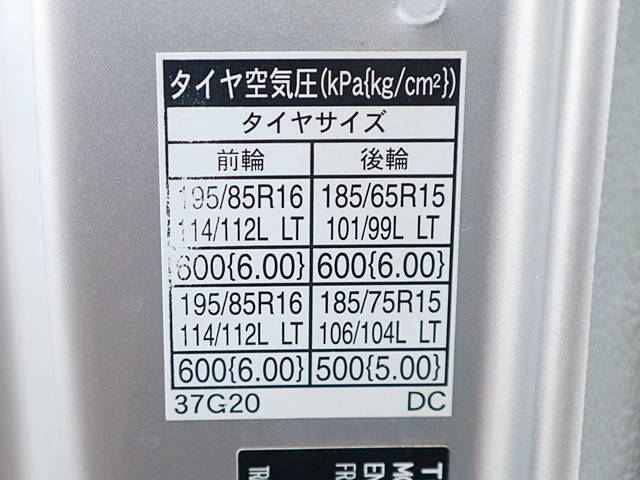 タイヤ空気圧(kPa{kg/cm²})
タイヤサイズ
前輪 後輪
195/85R16 185/65R15
114/112L LT 101/99L LT
600{6.00} 600{6.00}
195/85R16 185/75R15
114/112L LT 106/104L LT
600{6.00} 500{5.00}
37G20 DC